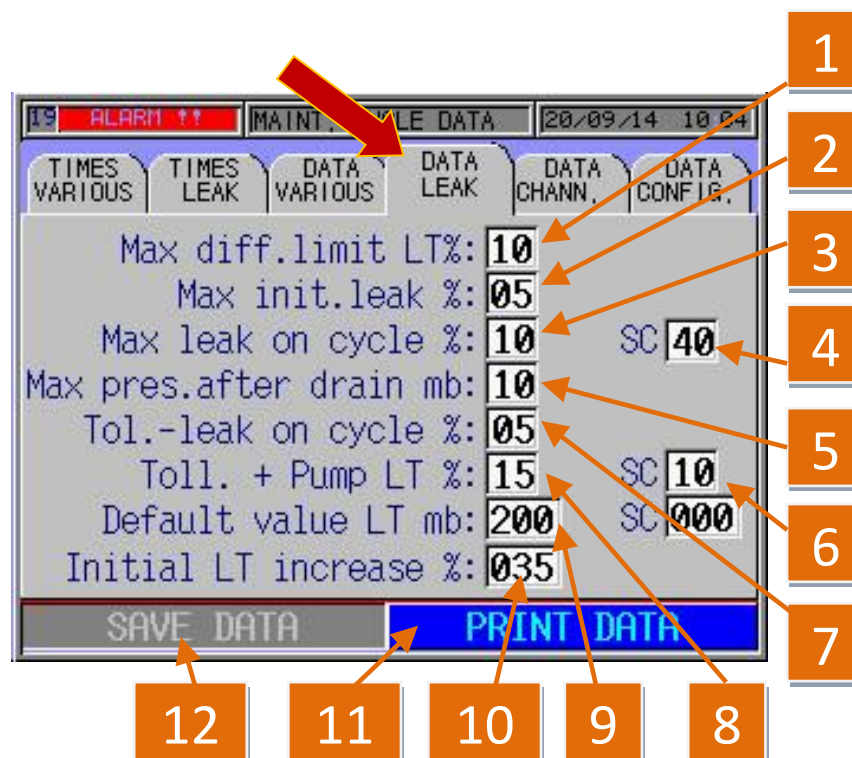 1
19 ALARM !! MAINT. LE DATA 20/09/14 10 04
2
TIMES VARIOUS TIMES LEAK DATA VARIOUS DATA LEAK DATA CHANN. DATA CONFIG.
Max diff.limit LT%: 10
3
Max init.leak %: 05
Max leak on cycle %: 10 SC 40
4
Max pres.after drain mb: 10
5
Tol.-leak on cycle %: 05
Toll. + Pump LT %: 15 SC 10
6
Default value LT mb: 200 SC 000
Initial LT increase %: 035
7
SAVE DATA PRINT DATA
12 11 10 9 8